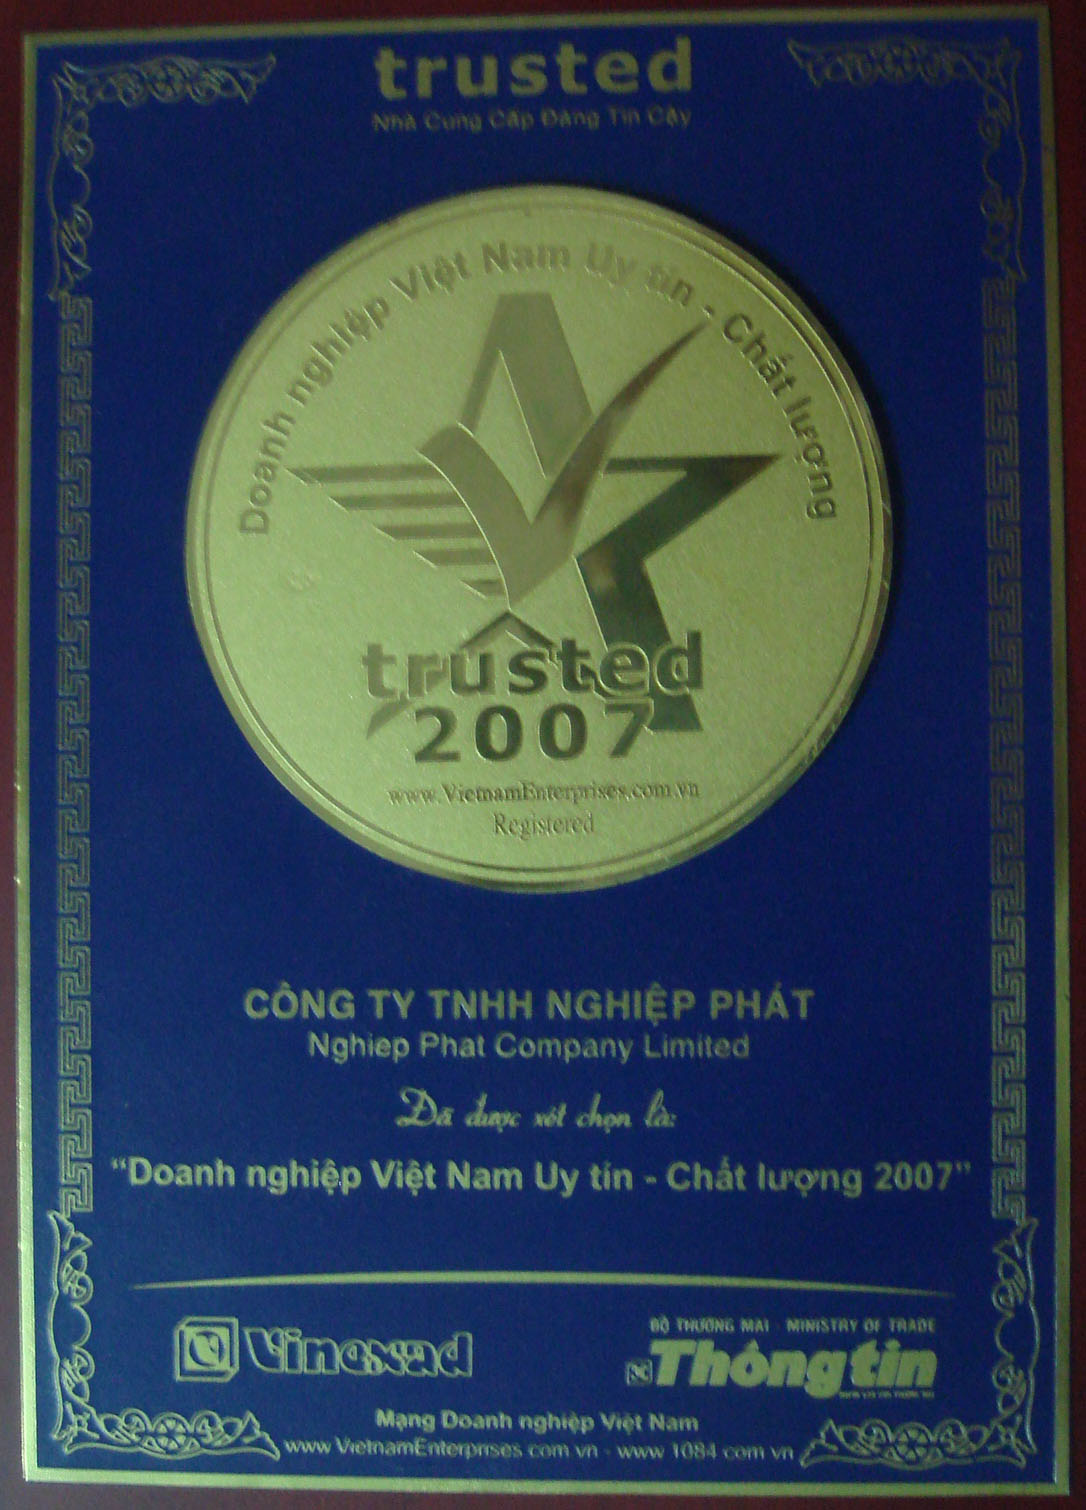 trusted
Nhà Cung Cấp Đáng Tin Cậy
Doanh nghiệp Việt Nam Uy tín - Chất lượng
trusted
2007
www.VietnamEnterprises.com.vn
Registered
CÔNG TY TNHH NGHIỆP PHÁT
Nghiep Phat Company Limited
Đã được xét chọn là:
“Doanh nghiệp Việt Nam Uy tín - Chất lượng 2007”
Vinexad
BỘ THƯƠNG MẠI - MINISTRY OF TRADE
Thôngtin
Mạng Doanh nghiệp Việt Nam
www.VietnamEnterprises.com.vn - www.1084.com.vn